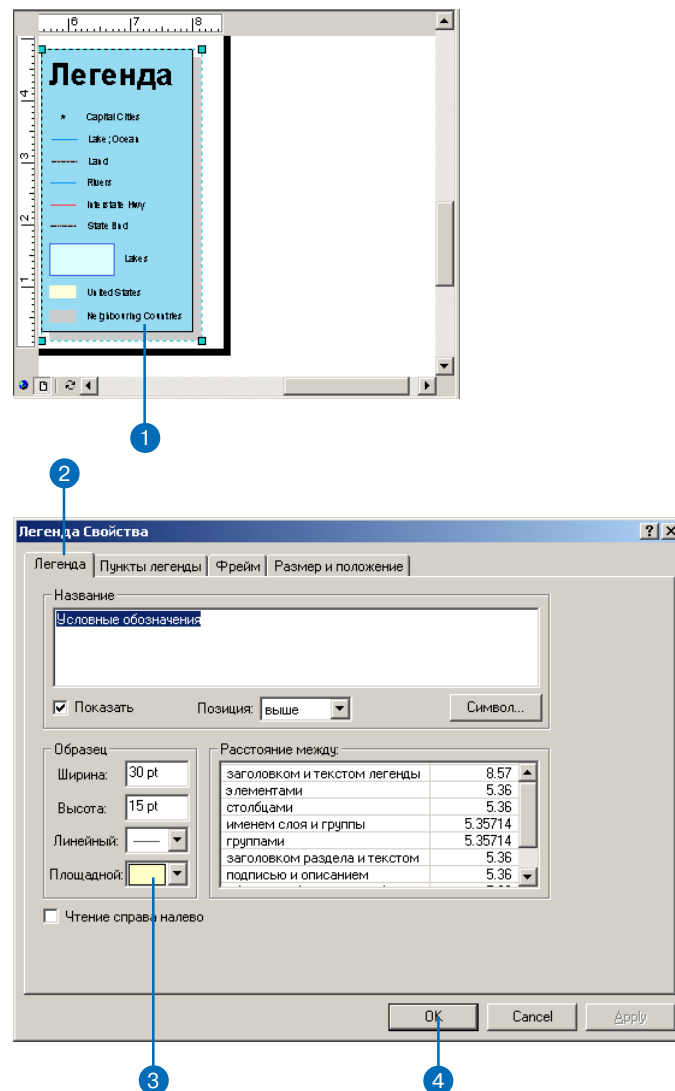 6 7 8
4
3
2
1
Легенда
Capital Cities
Lake; Ocean
Land
Rivers
Interstate Hwy
State Bnd
Lakes
United States
Neighbouring Countries
1
2
Легенда Свойства
Легенда Пункты легенды Фрейм Размер и положение
Название
Условные обозначения
Показать Позиция: выше Символ...
Образец
Ширина: 30 pt
Высота: 15 pt
Линейный:
Площадной:
Расстояние между:
заголовком и текстом легенды 8.57
элементами 5.36
столбцами 5.36
именем слоя и группы 5.35714
группами 5.35714
заголовком раздела и текстом 5.36
подписью и описанием 5.36
Чтение справа налево
OK Cancel Apply
3 4